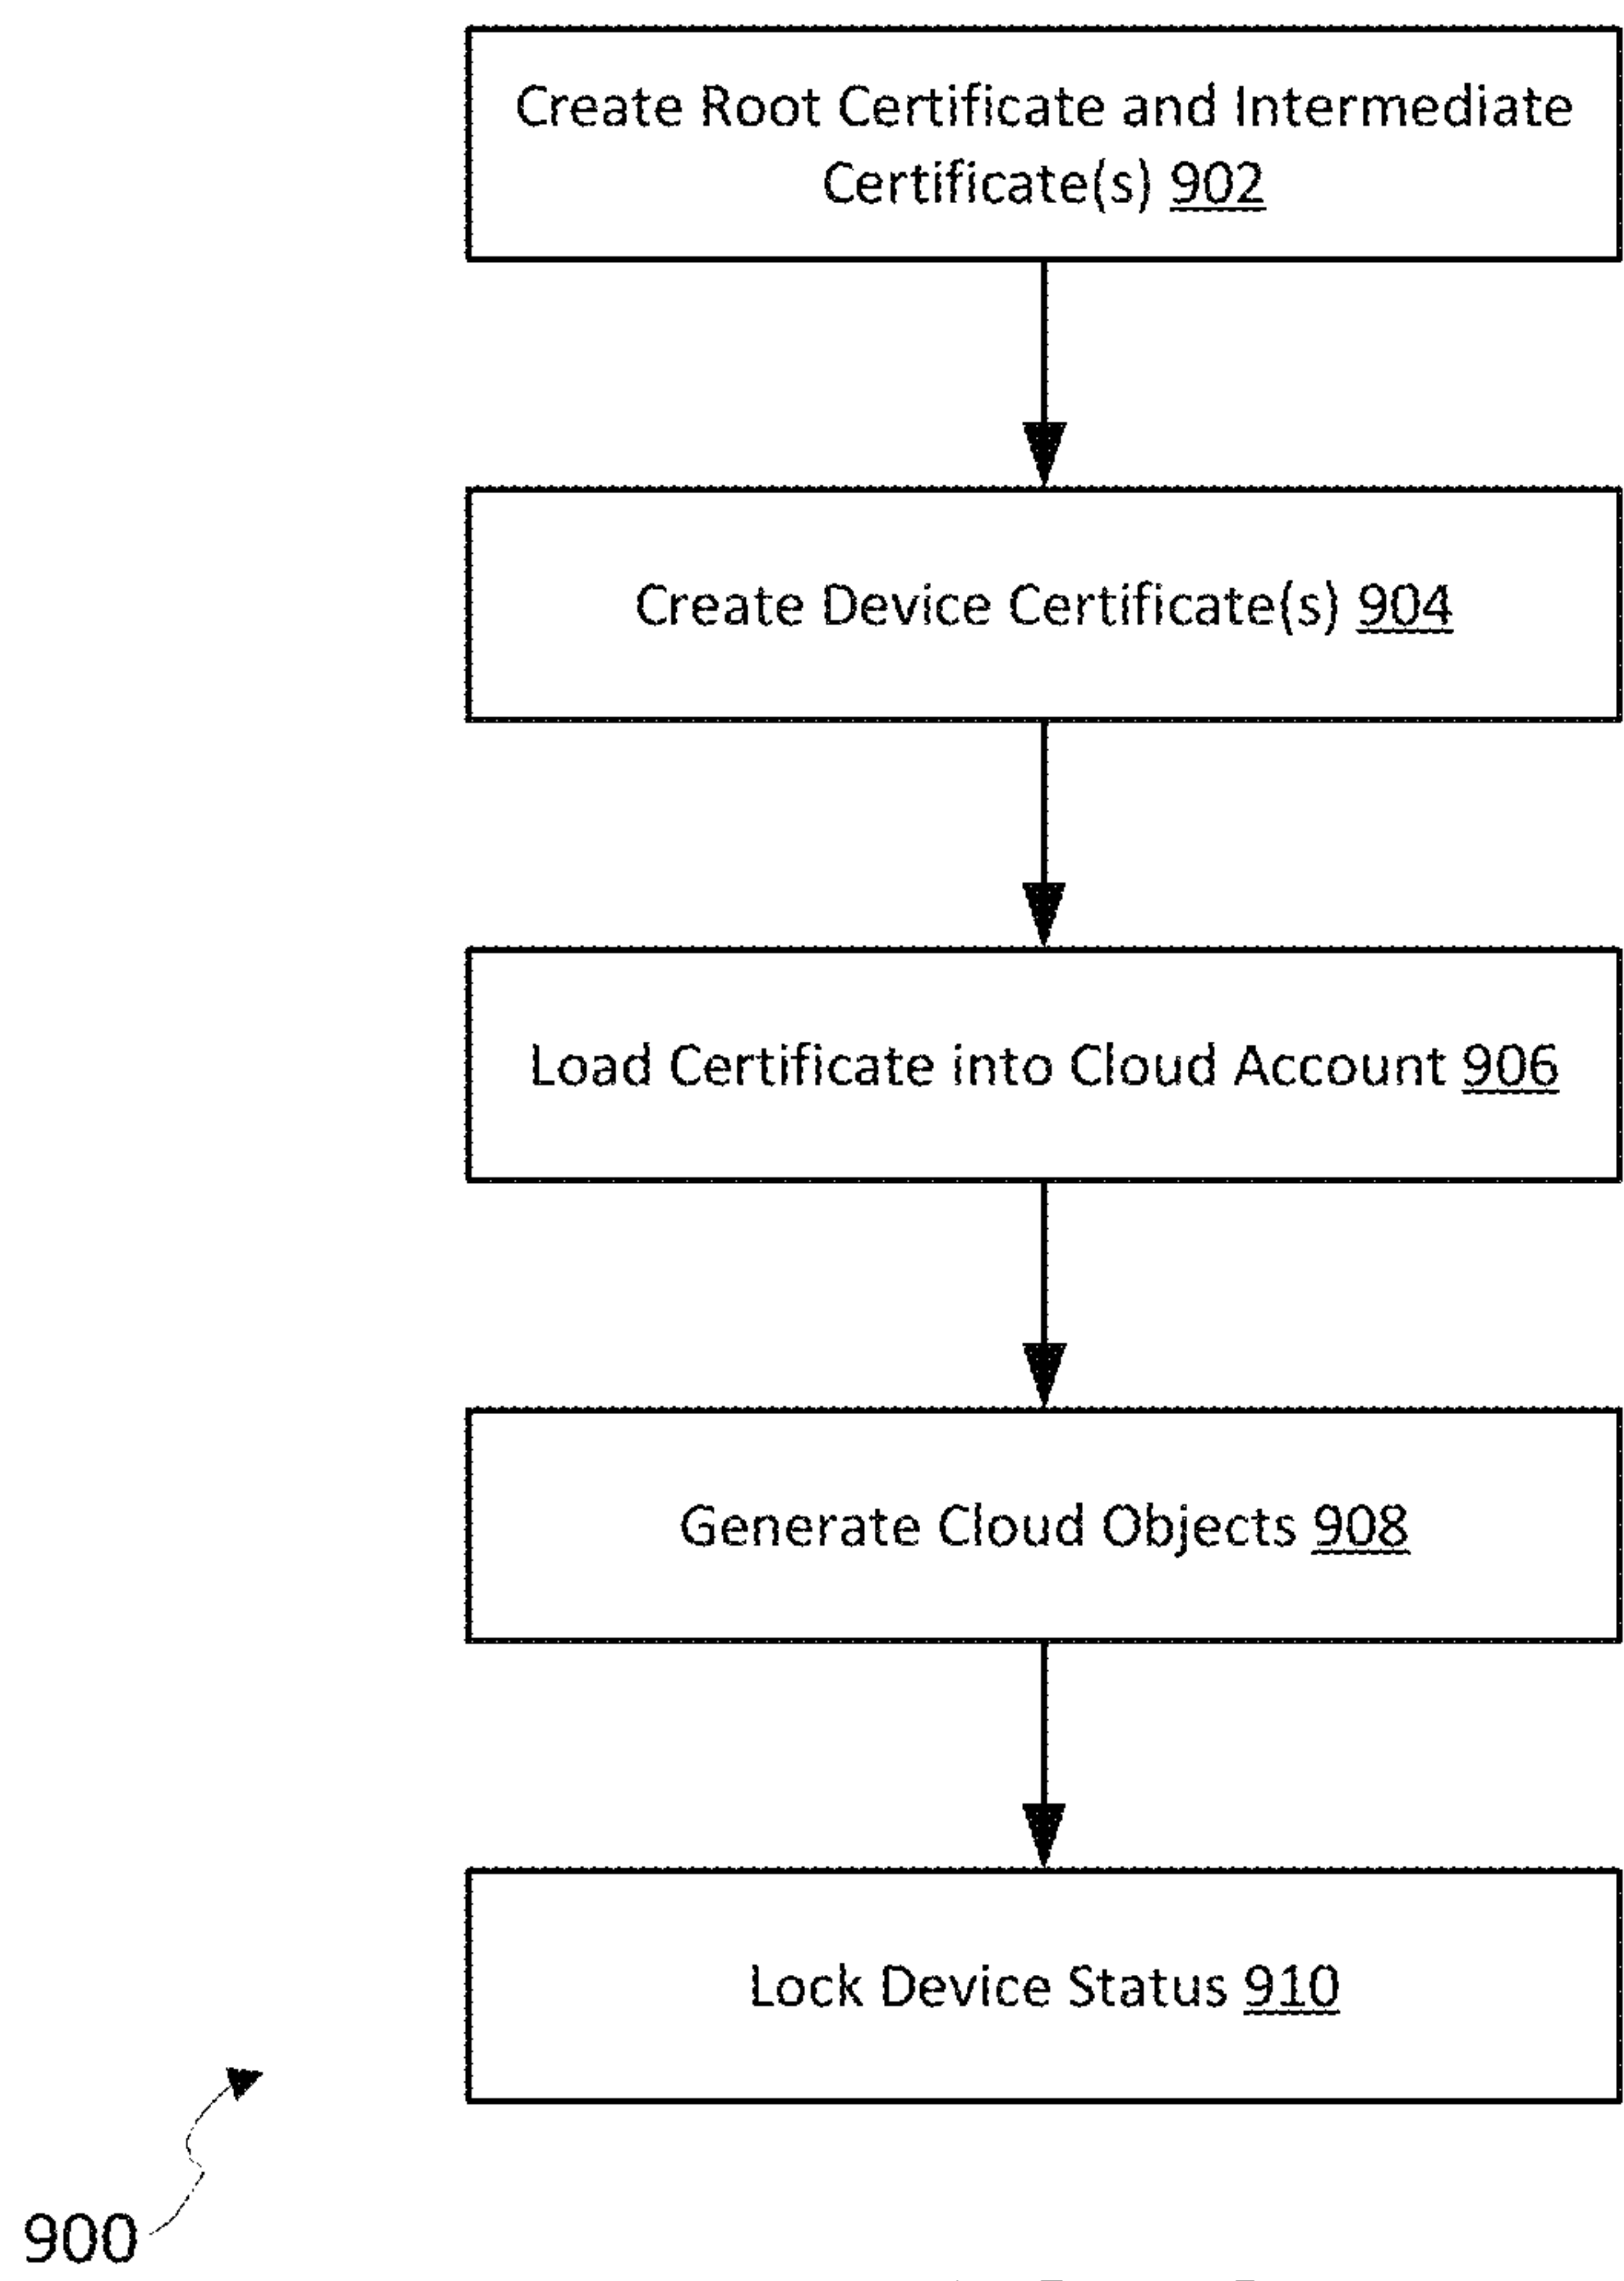 Create Root Certificate and Intermediate
Certificate(s) 902
Create Device Certificate(s) 904
Load Certificate into Cloud Account 906
Generate Cloud Objects 908
Lock Device Status 910
900